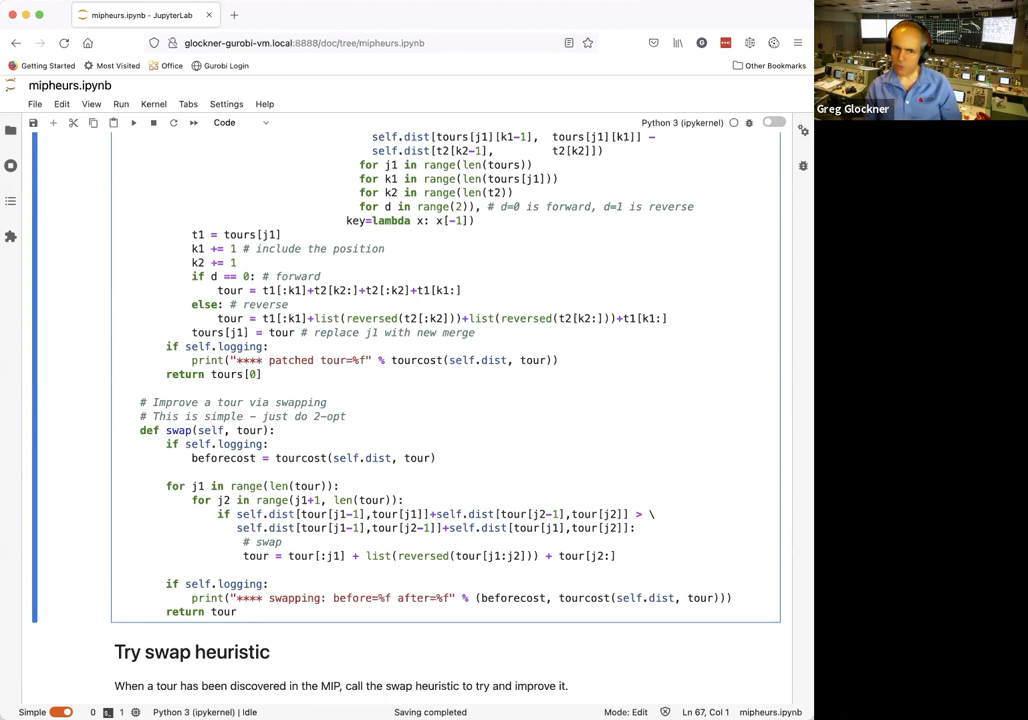 mipheurs.ipynb - JupyterLab
glockner-gurobi-vm.local:8888/doc/tree/mipheurs.ipynb
Getting Started Most Visited Office Gurobi Login Other Bookmarks
mipheurs.ipynb
File Edit View Run Kernel Tabs Settings Help
Code Python 3 (ipykernel)
self.dist[tours[j1][k1-1], tours[j1][k1]] -
self.dist[t2[k2-1], t2[k2]])
for j1 in range(len(tours))
for k1 in range(len(tours[j1]))
for k2 in range(len(t2))
for d in range(2)), # d=0 is forward, d=1 is reverse
key=lambda x: x[-1])
t1 = tours[j1]
k1 += 1 # include the position
k2 += 1
if d == 0: # forward
tour = t1[:k1]+t2[k2:]+t2[:k2]+t1[k1:]
else: # reverse
tour = t1[:k1]+list(reversed(t2[:k2]))+list(reversed(t2[k2:]))+t1[k1:]
tours[j1] = tour # replace j1 with new merge
if self.logging:
print("**** patched tour=%f" % tourcost(self.dist, tour))
return tours[0]
# Improve a tour via swapping
# This is simple - just do 2-opt
def swap(self, tour):
if self.logging:
beforecost = tourcost(self.dist, tour)
for j1 in range(len(tour)):
for j2 in range(j1+1, len(tour)):
if self.dist[tour[j1-1],tour[j1]]+self.dist[tour[j2-1],tour[j2]] > \
self.dist[tour[j1-1],tour[j2-1]]+self.dist[tour[j1],tour[j2]]:
# swap
tour = tour[:j1] + list(reversed(tour[j1:j2])) + tour[j2:]
if self.logging:
print("**** swapping: before=%f after=%f" % (beforecost, tourcost(self.dist, tour)))
return tour
Try swap heuristic
When a tour has been discovered in the MIP, call the swap heuristic to try and improve it.
Simple 0 1 Python 3 (ipykernel) | Idle Saving completed Mode: Edit Ln 67, Col 1 mipheurs.ipynb
Greg Glockner